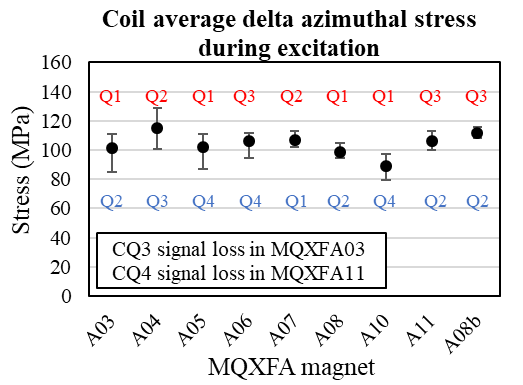 Coil average delta azimuthal stress
during excitation
Stress (MPa)
160
140
120
100
80
60
40
20
0
Q1 Q2 Q1 Q3 Q2 Q1 Q1 Q3 Q3
Q2 Q3 Q4 Q4 Q1 Q2 Q4 Q2 Q2
CQ3 signal loss in MQXFA03
CQ4 signal loss in MQXFA11
A03 A04 A05 A06 A07 A08 A10 A11 A08b
MQXFA magnet